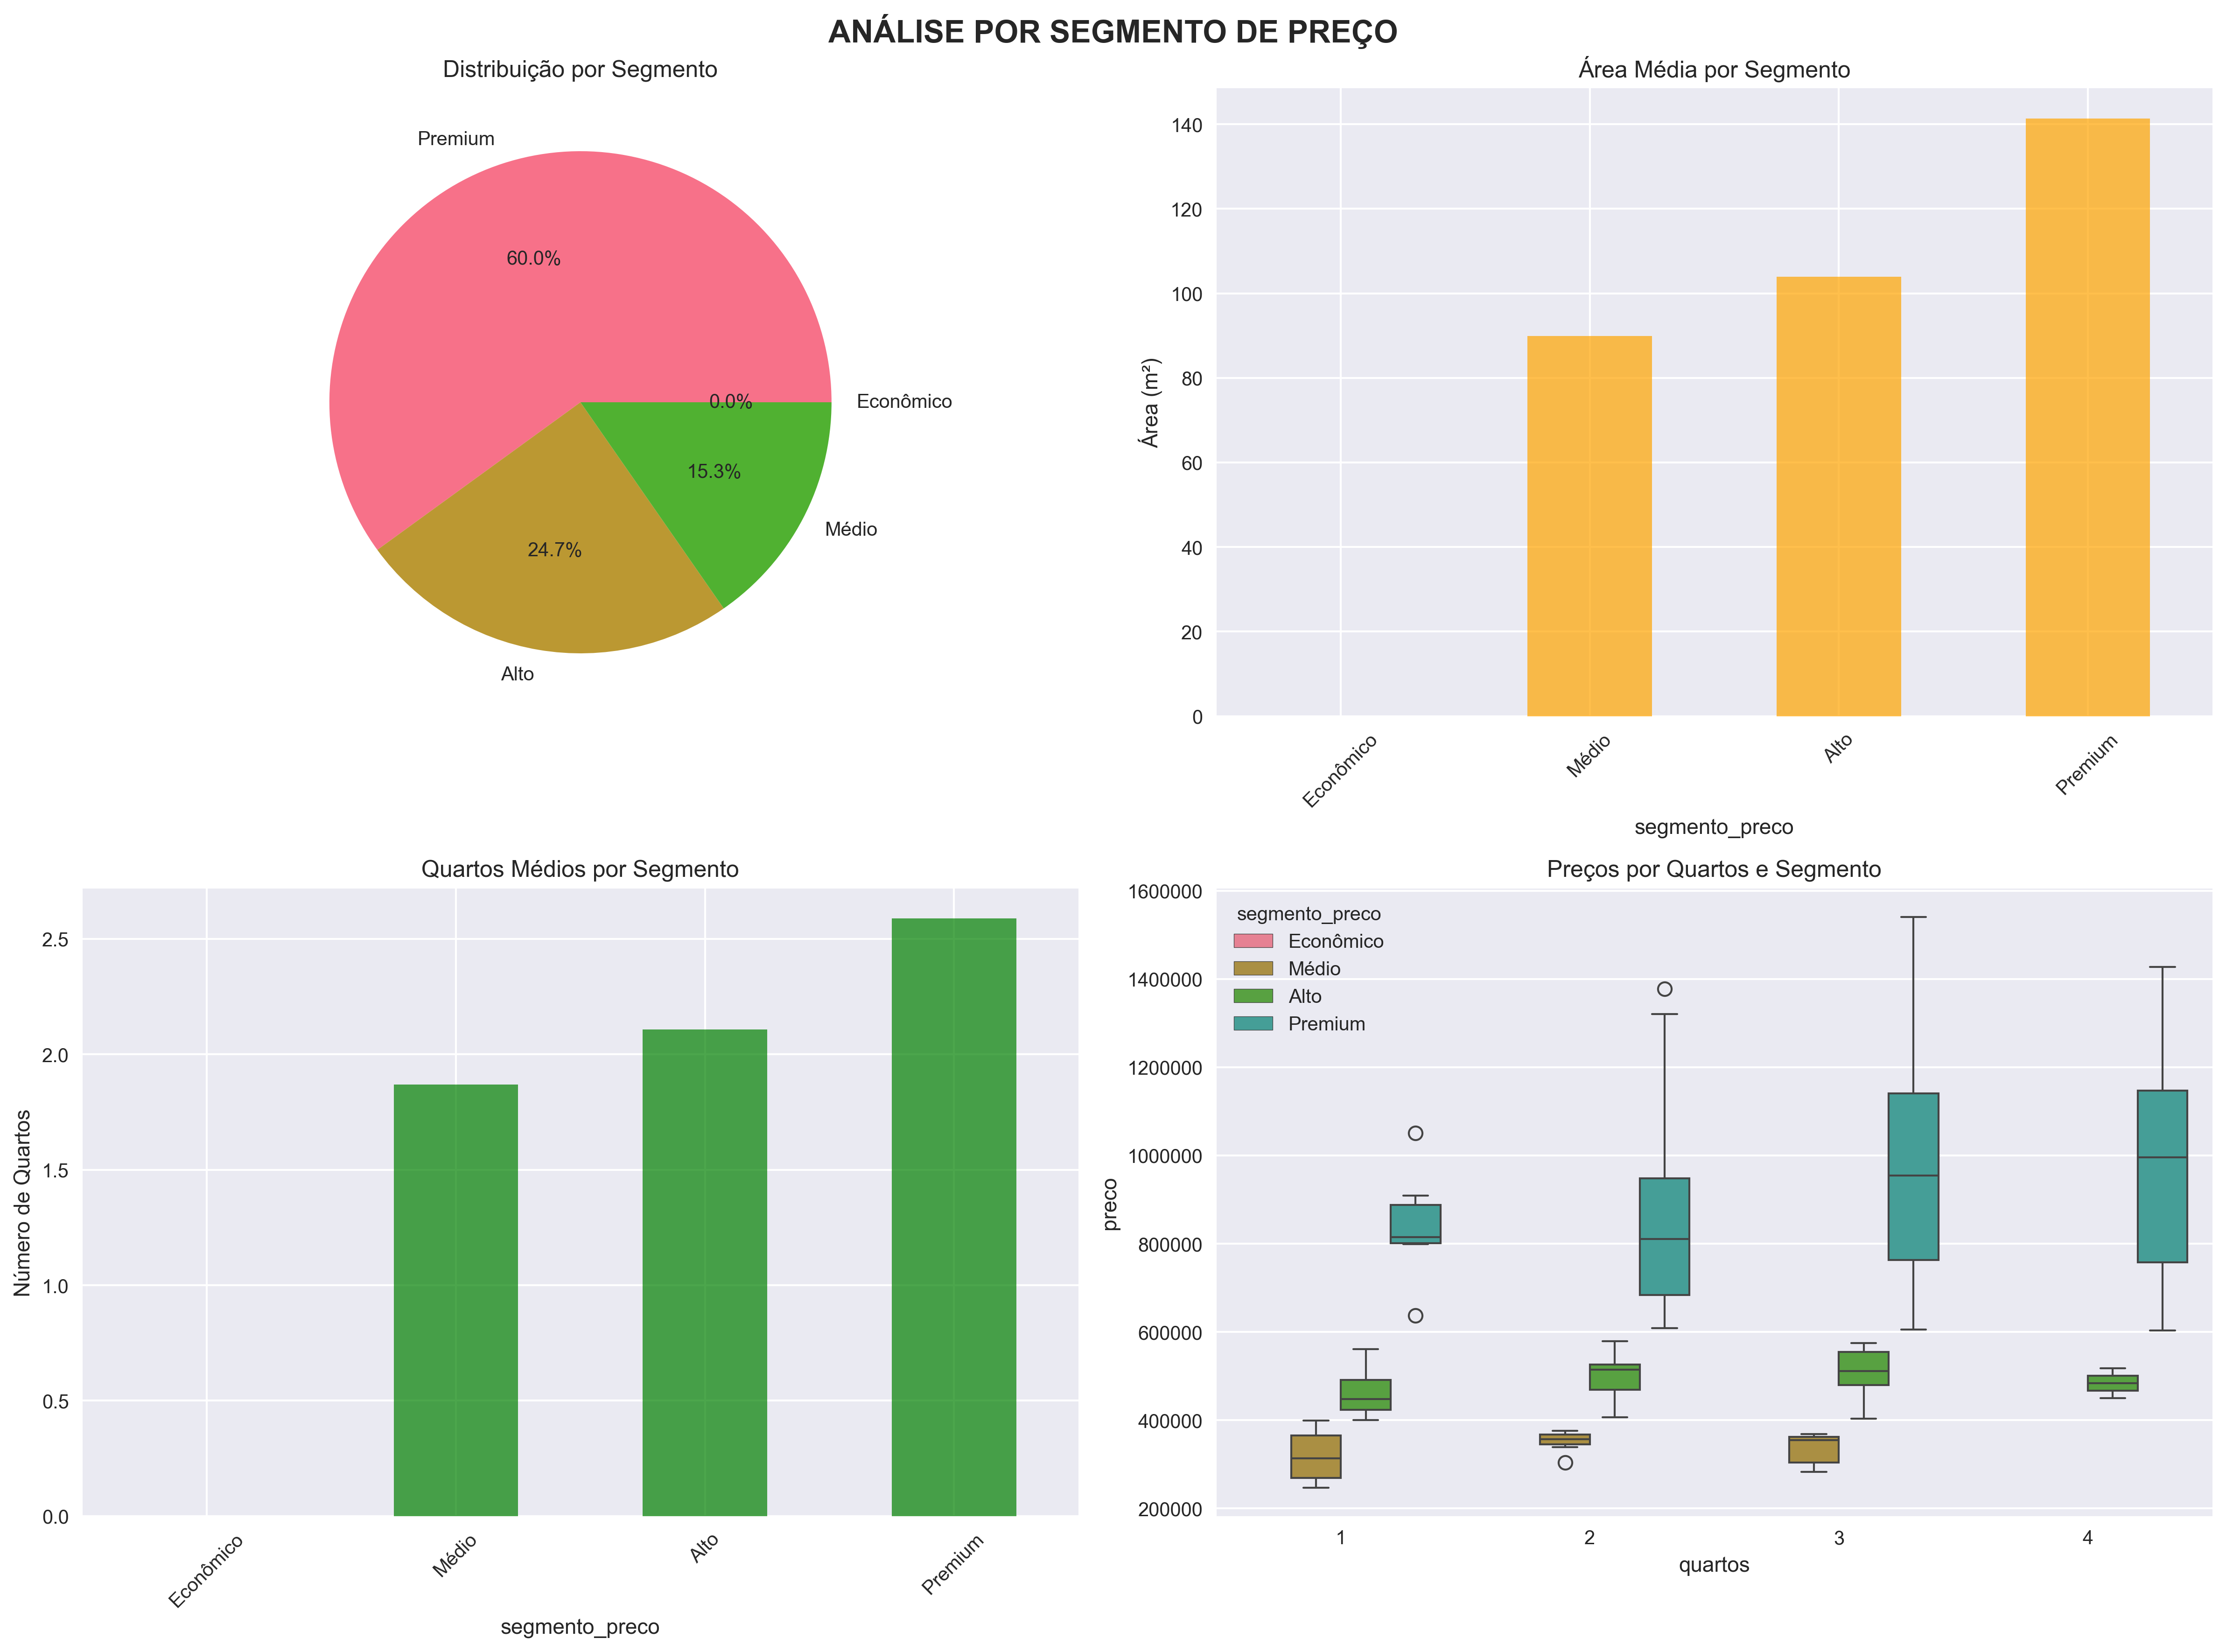 ANÁLISE POR SEGMENTO DE PREÇO
Distribuição por Segmento
Premium
60.0%
0.0%
Econômico
15.3%
Médio
24.7%
Alto
Área Média por Segmento
140
120
100
80
60
40
20
0
Área (m²)
Econômico
Médio
Alto
Premium
segmento_preco
Quartos Médios por Segmento
2.5
2.0
1.5
1.0
0.5
0.0
Número de Quartos
Econômico
Médio
Alto
Premium
segmento_preco
Preços por Quartos e Segmento
1600000
1400000
1200000
1000000
800000
600000
400000
200000
preco
segmento_preco
Econômico
Médio
Alto
Premium
1
2
3
4
quartos